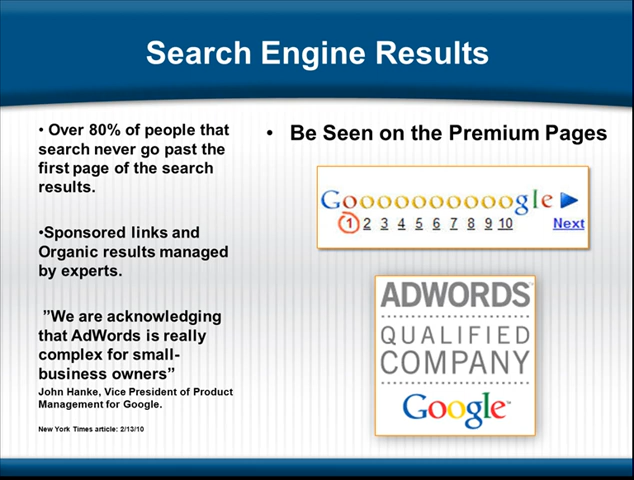 Search Engine Results
• Over 80% of people that
search never go past the
first page of the search
results.
•Sponsored links and
Organic results managed
by experts.
”We are acknowledging
that AdWords is really
complex for small-
business owners”
John Hanke, Vice President of Product
Management for Google.
New York Times article: 2/13/10
• Be Seen on the Premium Pages
Goooooooooogle
1 2 3 4 5 6 7 8 9 10 Next
ADWORDS
QUALIFIED
COMPANY
Google™